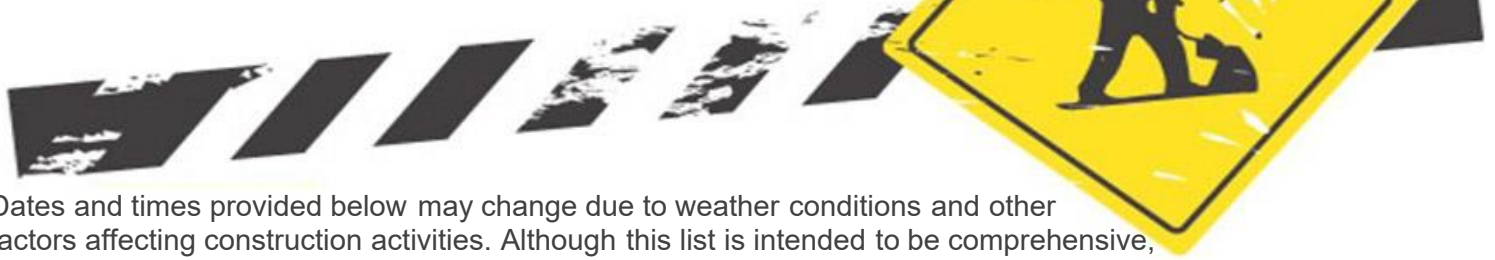 Dates and times provided below may change due to weather conditions and other
actors affecting construction activities. Although this list is intended to be comprehensive,